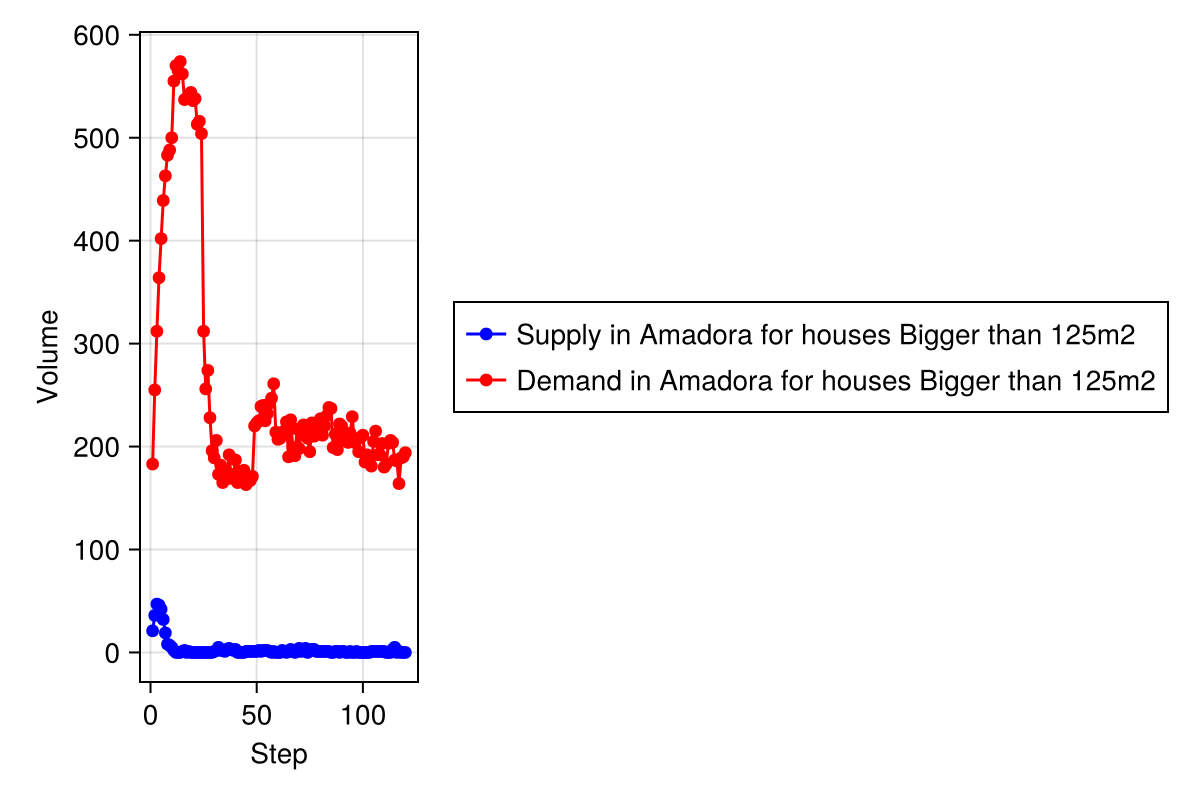 600
500
400
300
200
100
0
Volume
0 50 100
Step
Supply in Amadora for houses Bigger than 125m2
Demand in Amadora for houses Bigger than 125m2